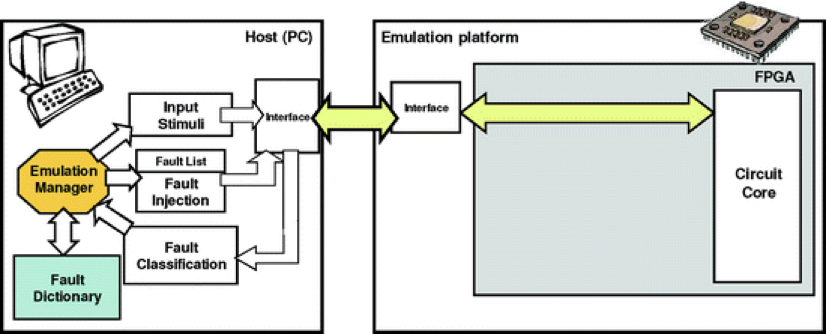 Host (PC)
Input
Stimuli
Interface
Fault List
Fault
Injection
Emulation
Manager
Fault
Classification
Fault
Dictionary
Emulation platform
Interface
FPGA
Circuit
Core